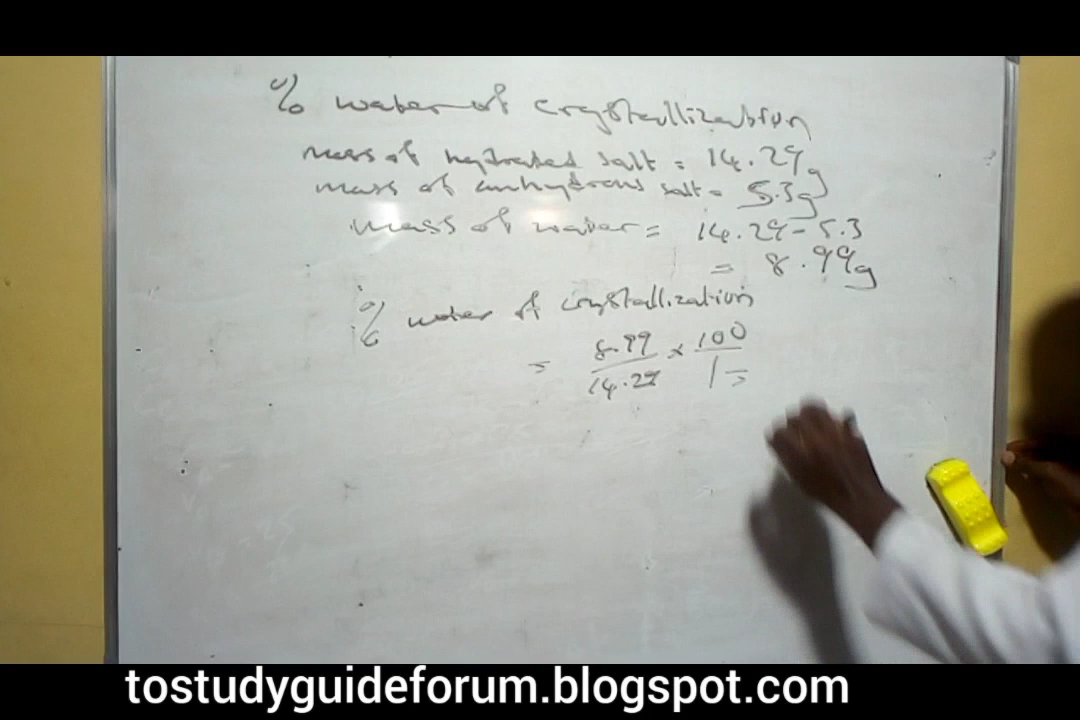 % water of crystallization
mass of hydrated salt = 14.29g
mass of anhydrous salt = 5.3g
mass of water = 14.29 - 5.3
= 8.99g
% water of crystallization
= 8.99/14.29 × 100/1 =
tostudyguideforum.blogspot.com